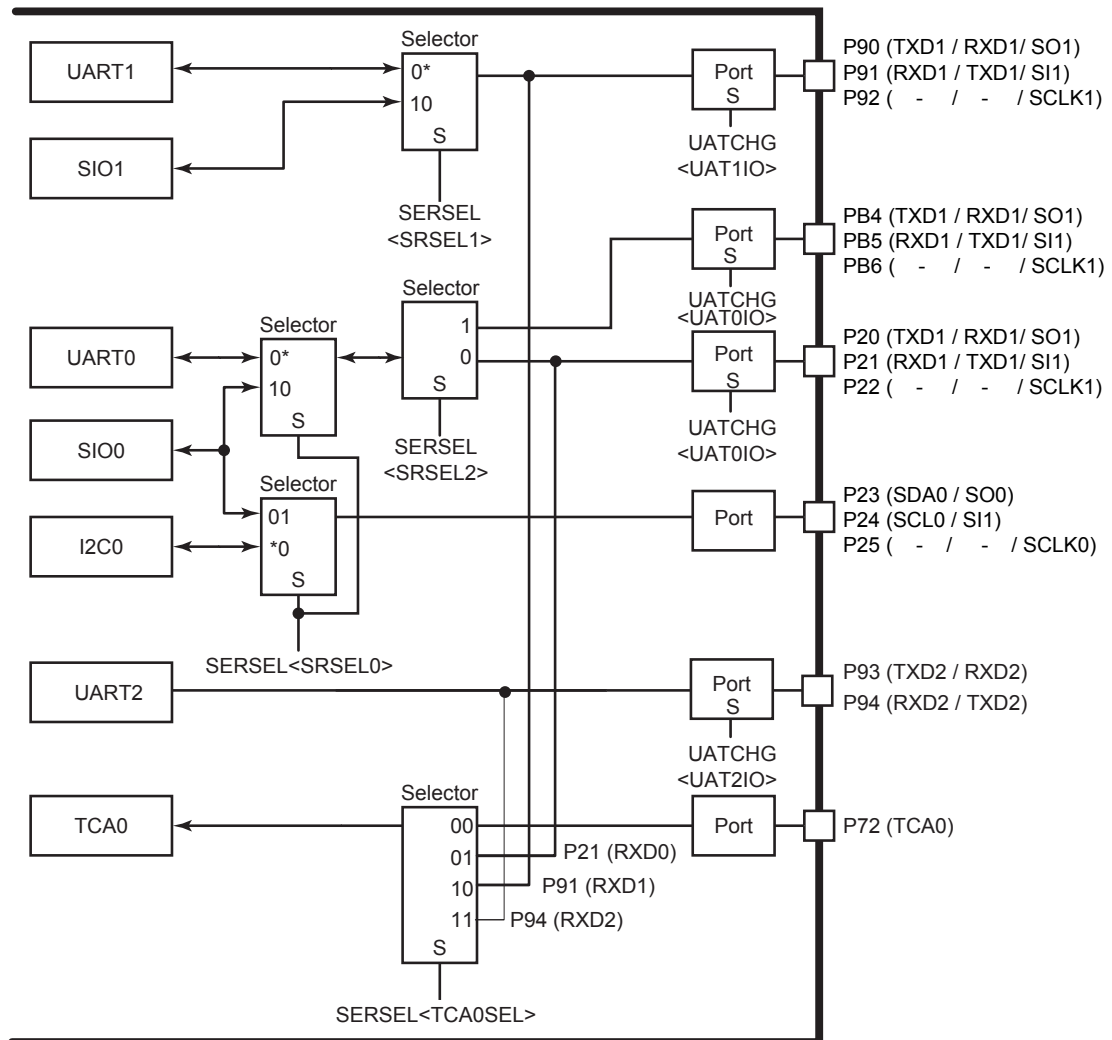 Selector
UART1
0*
10
S
SIO1
SERSEL
<SRSEL1>
Port
S
UATCHG
<UAT1IO>
P90 (TXD1 / RXD1/ SO1)
P91 (RXD1 / TXD1/ SI1)
P92 ( - / - / SCLK1)
Port
S
UATCHG
<UAT0IO>
PB4 (TXD1 / RXD1/ SO1)
PB5 (RXD1 / TXD1/ SI1)
PB6 ( - / - / SCLK1)
Selector
1
0
S
SERSEL
<SRSEL2>
UART0
Selector
0*
10
S
Port
S
UATCHG
<UAT0IO>
P20 (TXD1 / RXD1/ SO1)
P21 (RXD1 / TXD1/ SI1)
P22 ( - / - / SCLK1)
SIO0
Selector
01
*0
S
I2C0
SERSEL<SRSEL0>
Port
P23 (SDA0 / SO0)
P24 (SCL0 / SI1)
P25 ( - / - / SCLK0)
UART2
Port
S
UATCHG
<UAT2IO>
P93 (TXD2 / RXD2)
P94 (RXD2 / TXD2)
TCA0
Selector
00
01
10
11
S
P21 (RXD0)
P91 (RXD1)
P94 (RXD2)
SERSEL<TCA0SEL>
Port
P72 (TCA0)